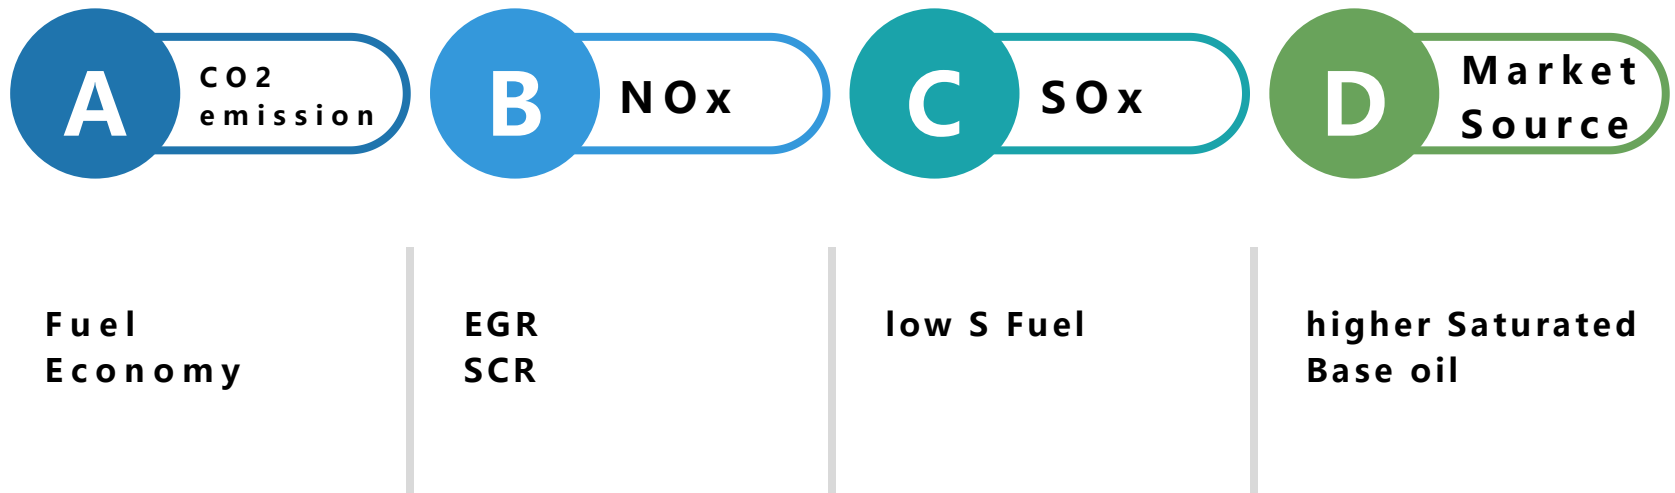 A
CO2
emission
B
NOx
C
SOx
D
Market
Source
Fuel
Economy
EGR
SCR
low S Fuel
higher Saturated
Base oil